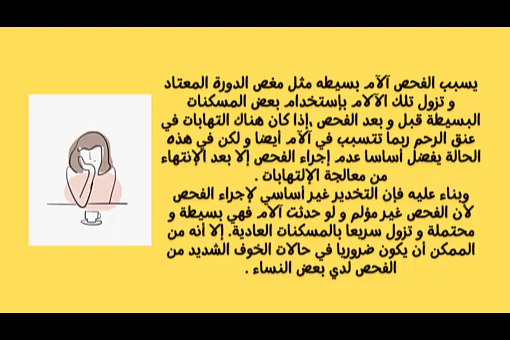 يسبب الفحص آلآم بسيطه مثل مغص الدورة المعتاد
و تزول تلك الآلام بإستخدام بعض المسكنات
البسيطة قبل و بعد الفحص ,إذا كان هناك التهابات في
عنق الرحم ربما تتسبب في آلآم أيضا و لكن في هذه
الحالة يفضل أساسا عدم إجراء الفحص إلا بعد الإنتهاء
من معالجة الإلتهابات .
وبناء عليه فإن التخدير غير أساسي لإجراء الفحص
لأن الفحص غير مؤلم و لو حدثت آلآم فهي بسيطة و
محتملة و تزول سريعا بالمسكنات العادية. إلا أنه من
الممكن أن يكون ضروريا في حالات الخوف الشديد من
الفحص لدي بعض النساء .